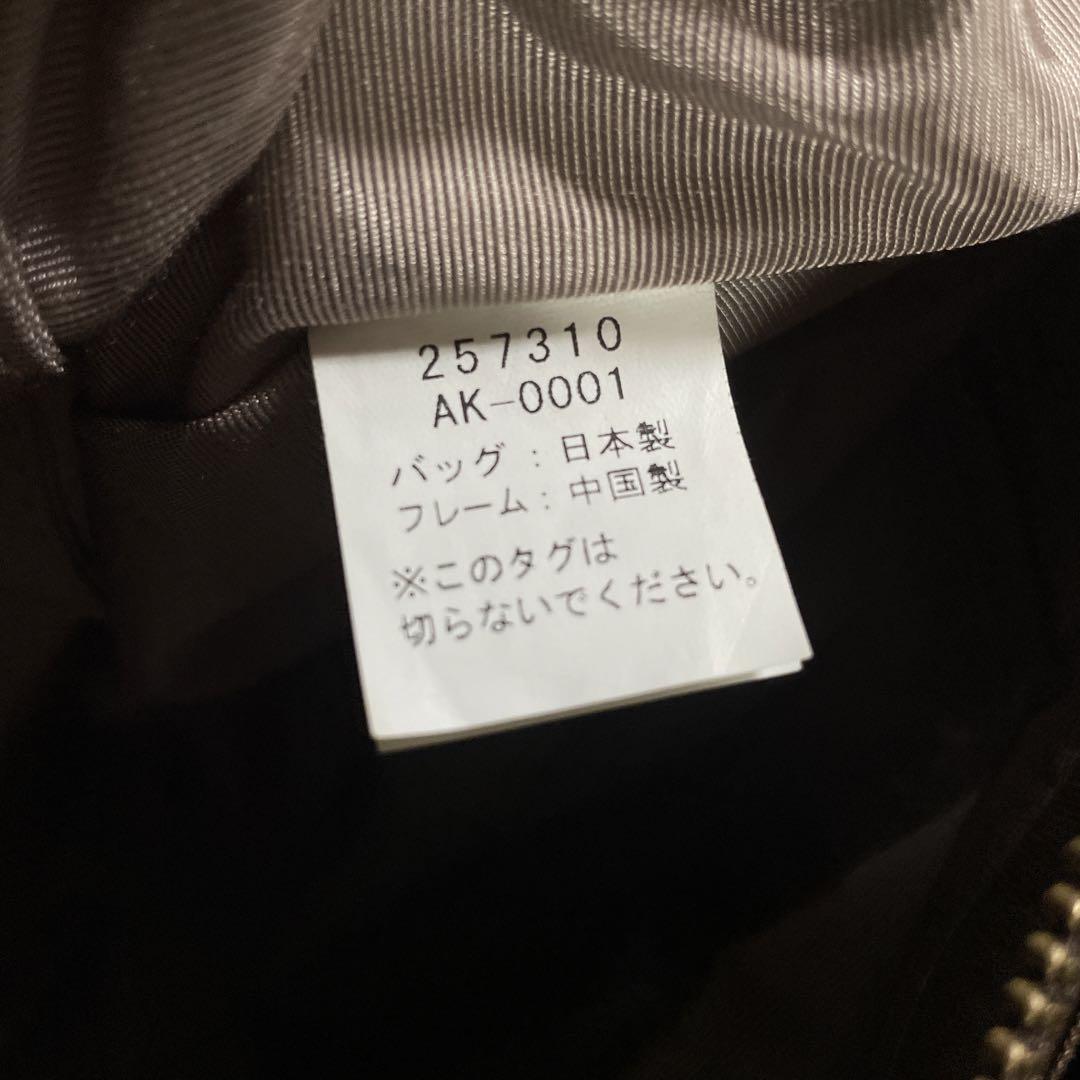 257310
AK-0001
バッグ : 日本製
フレーム : 中国製
※このタグは
切らないでください。